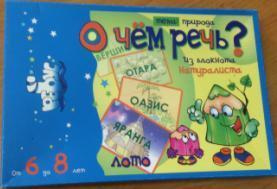 тема: природа
О чём речь?
из блокнота
Натуралиста
ВЕРШИ
ОТАРА
ОАЗИС
ЯРАНГА
ЛОТО
От 6 до 8 лет